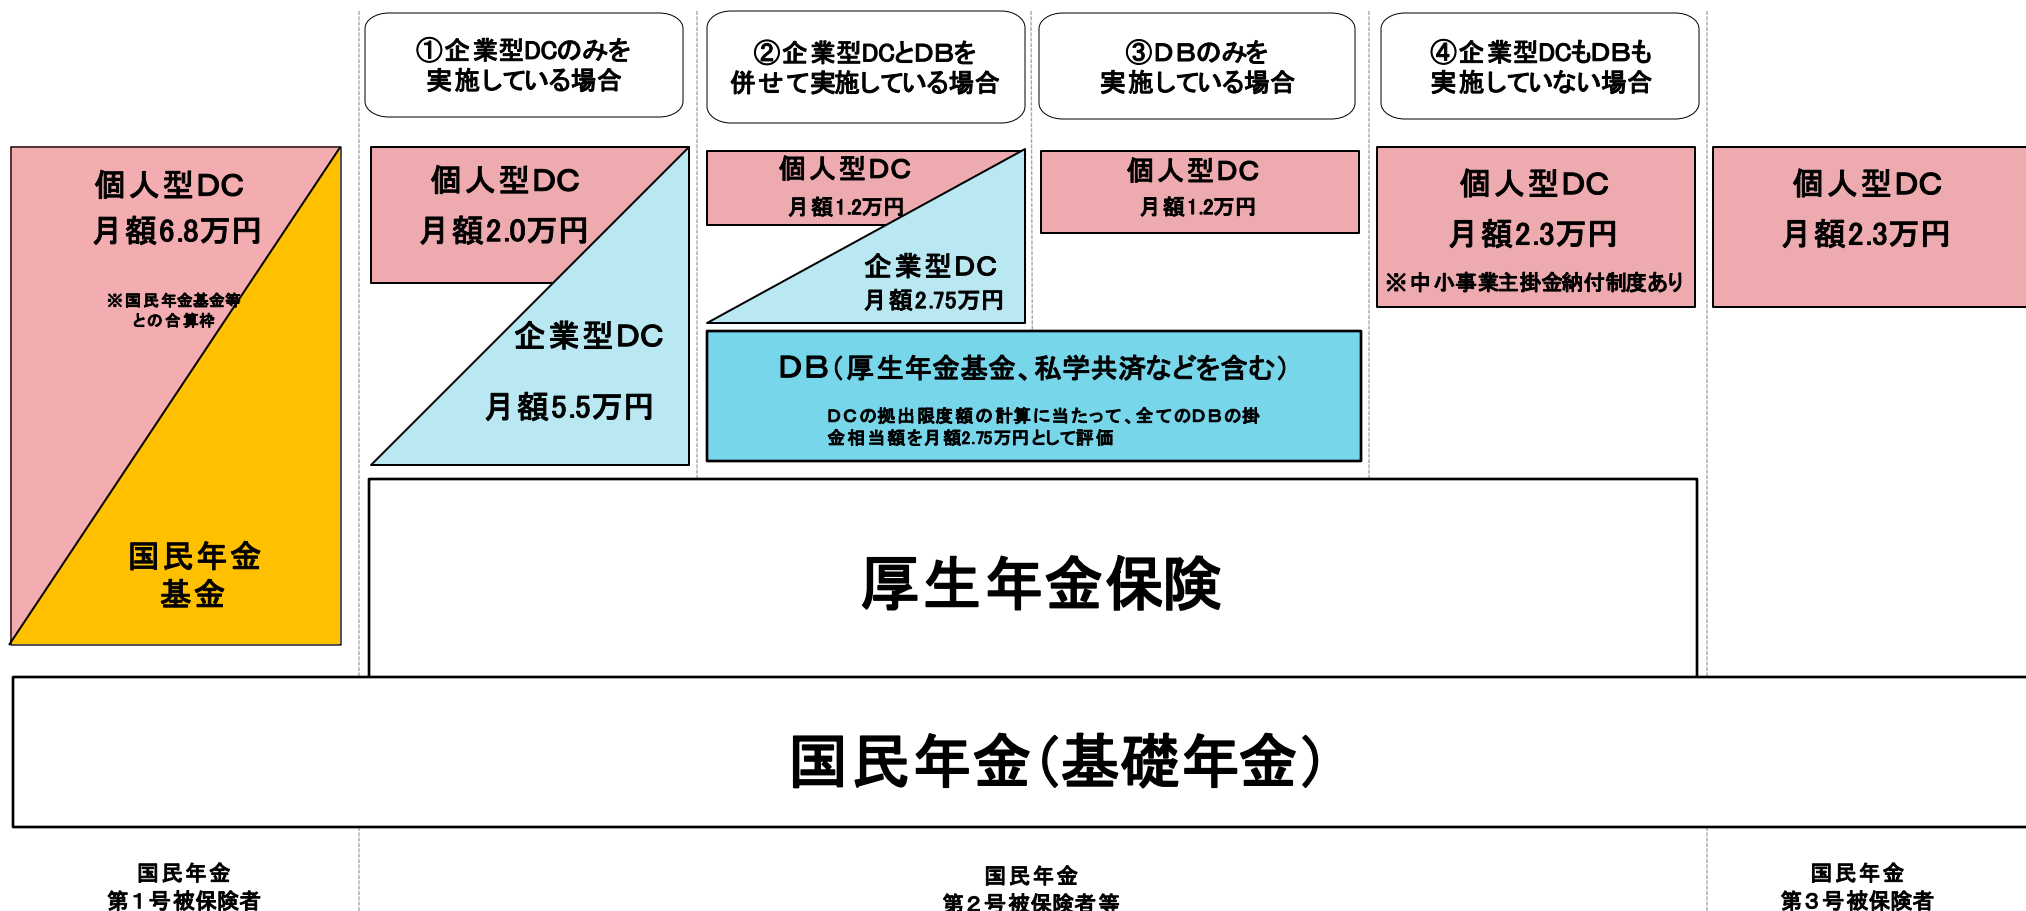 ①企業型DCのみを
実施している場合
②企業型DCとDBを
併せて実施している場合
③DBのみを
実施している場合
④企業型DCもDBも
実施していない場合
個人型DC
月額6.8万円
※国民年金基金等
との合算枠
国民年金
基金
個人型DC
月額2.0万円
企業型DC
月額5.5万円
個人型DC
月額1.2万円
企業型DC
月額2.75万円
個人型DC
月額1.2万円
DB(厚生年金基金、私学共済などを含む)
DCの拠出限度額の計算に当たって、全てのDBの掛
金相当額を月額2.75万円として評価
個人型DC
月額2.3万円
※中小事業主掛金納付制度あり
個人型DC
月額2.3万円
厚生年金保険
国民年金(基礎年金)
国民年金
第1号被保険者
国民年金
第2号被保険者等
国民年金
第3号被保険者